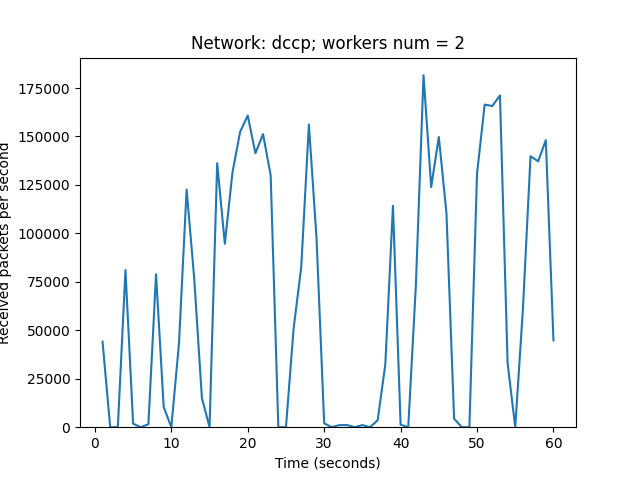 Network: dccp; workers num = 2
Received packets per second
175000
150000
125000
100000
75000
50000
25000
0
0 10 20 30 40 50 60
Time (seconds)